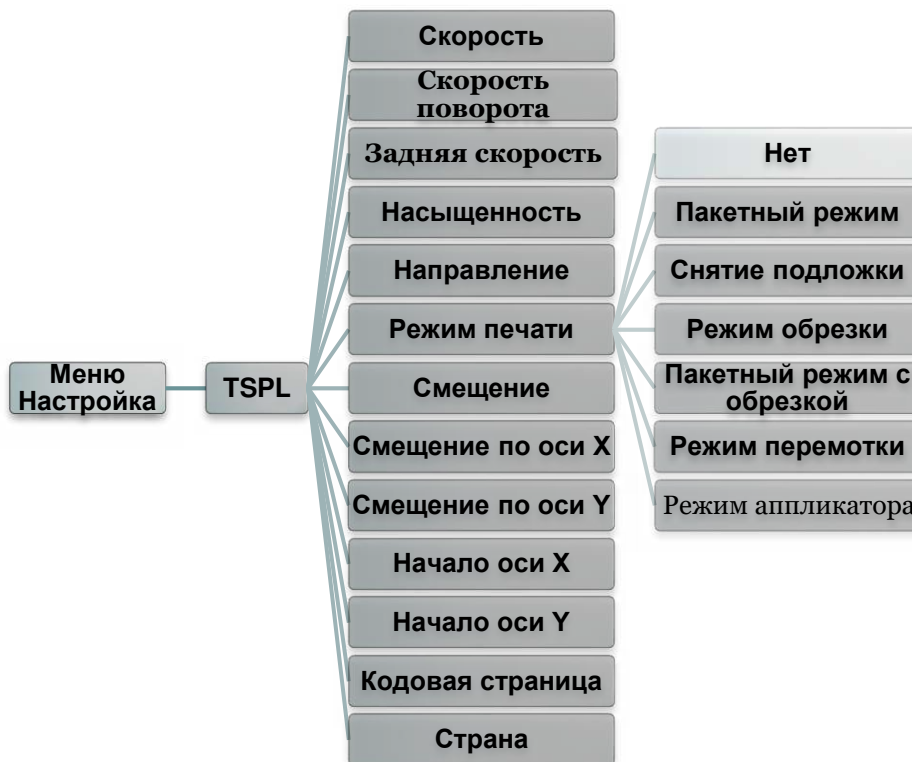 Меню
Настройка
TSPL
Скорость
Скорость
поворота
Задняя скорость
Насыщенность
Направление
Режим печати
Смещение
Смещение по оси X
Смещение по оси Y
Начало оси X
Начало оси Y
Кодовая страница
Страна
Нет
Пакетный режим
Снятие подложки
Режим обрезки
Пакетный режим с
обрезкой
Режим перемотки
Режим аппликатора